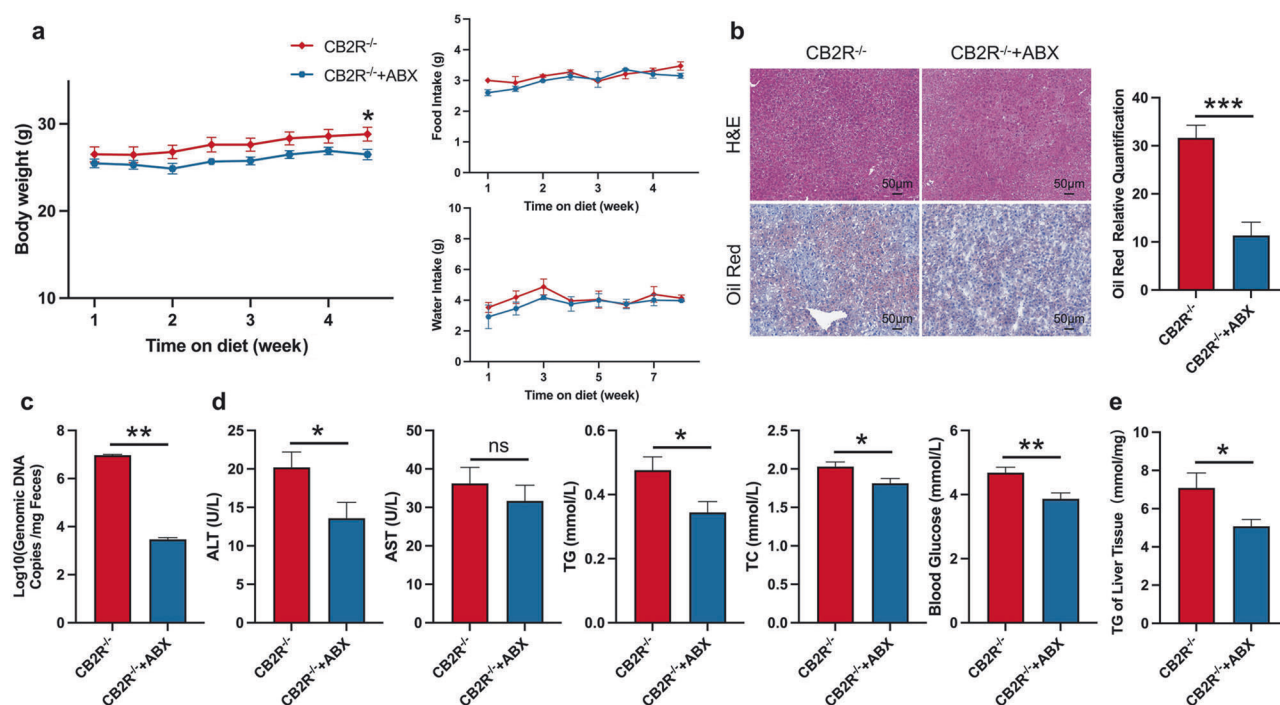 a
CB2R-/-
CB2R-/-+ABX
Body weight (g)
30
20
10
*
1
2
3
4
Time on diet (week)
Food Intake (g)
5
4
3
2
1
0
1
2
3
4
Time on diet (week)
Water Intake (g)
10
8
6
4
2
0
1
3
5
7
Time on diet (week)
b
CB2R-/-
CB2R-/-+ABX
H&E
50μm
50μm
Oil Red
50μm
50μm
Oil Red Relative Quantification
40
30
20
10
0
***
CB2R-/-
CB2R-/-+ABX
c
Log10(Genomic DNA
Copies /mg Feces)
8
6
4
2
0
**
CB2R-/-
CB2R-/-+ABX
d
ALT (U/L)
25
20
15
10
5
0
*
CB2R-/-
CB2R-/-+ABX
AST (U/L)
50
40
30
20
10
0
ns
CB2R-/-
CB2R-/-+ABX
TG (mmol/L)
0.6
0.4
0.2
0.0
*
CB2R-/-
CB2R-/-+ABX
TC (mmol/L)
2.5
2.0
1.5
1.0
0.5
0.0
*
CB2R-/-
CB2R-/-+ABX
Blood Glucose (mmol/L)
6
4
2
0
**
CB2R-/-
CB2R-/-+ABX
e
TG of Liver Tissue (mmol/mg)
10
8
6
4
2
0
*
CB2R-/-
CB2R-/-+ABX